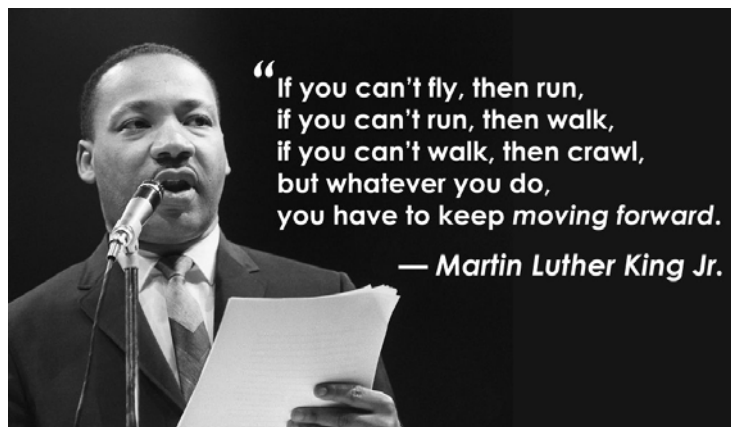 “If you can’t fly, then run,
if you can’t run, then walk,
if you can’t walk, then crawl,
but whatever you do,
you have to keep moving forward.
— Martin Luther King Jr.